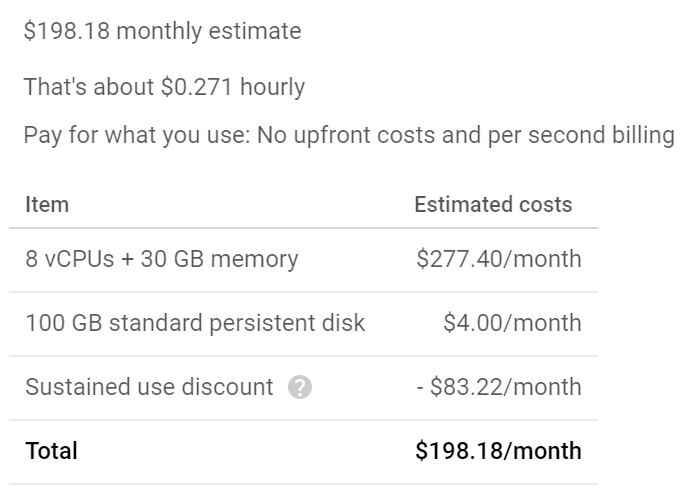 $198.18 monthly estimate
That's about $0.271 hourly
Pay for what you use: No upfront costs and per second billing
Item Estimated costs
8 vCPUs + 30 GB memory $277.40/month
100 GB standard persistent disk $4.00/month
Sustained use discount ? - $83.22/month
Total $198.18/month